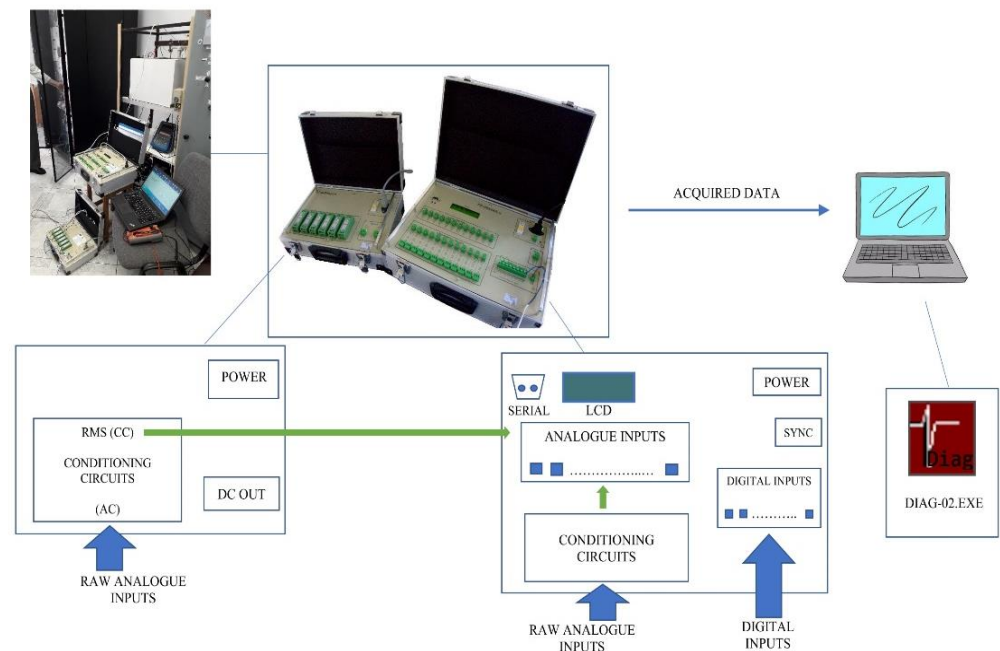 ACQUIRED DATA
POWER
RMS (CC)
CONDITIONING
CIRCUITS
(AC)
DC OUT
RAW ANALOGUE
INPUTS
SERIAL
LCD
POWER
ANALOGUE INPUTS
.....................
SYNC
DIGITAL INPUTS
...........
CONDITIONING
CIRCUITS
RAW ANALOGUE
INPUTS
DIGITAL
INPUTS
Diag
DIAG-02.EXE